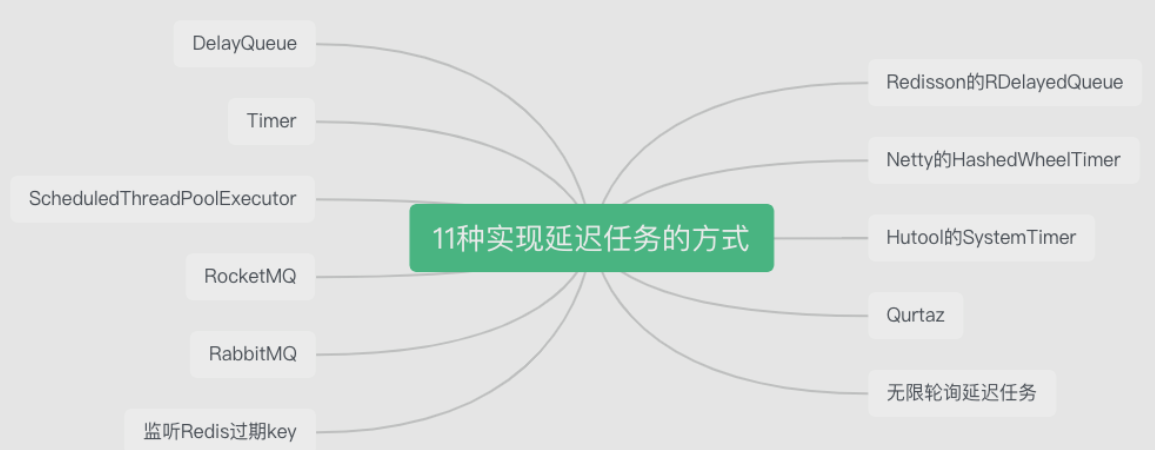 11种实现延迟任务的方式
DelayQueue
Timer
ScheduledThreadPoolExecutor
RocketMQ
RabbitMQ
监听Redis过期key
Redisson的RDelayedQueue
Netty的HashedWheelTimer
Hutool的SystemTimer
Qurtaz
无限轮询延迟任务